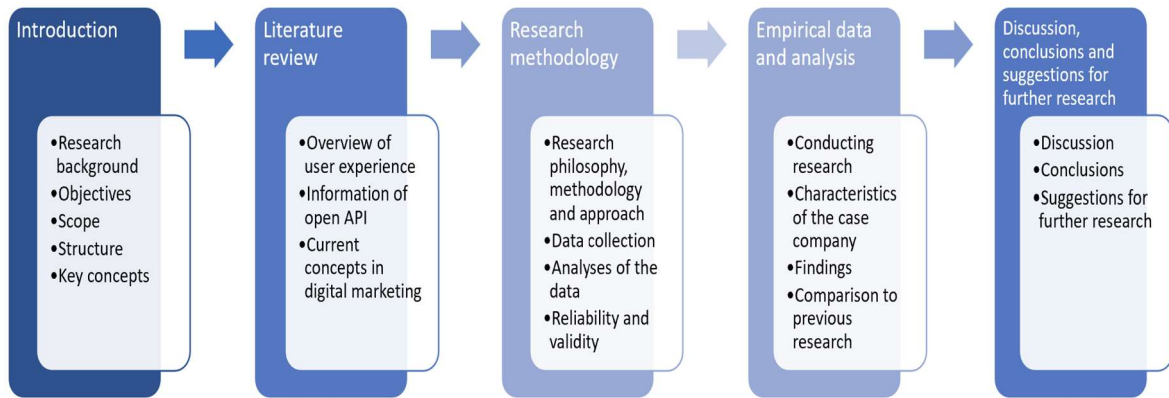 Introduction
•Research
background
•Objectives
•Scope
•Structure
•Key concepts
Literature
review
•Overview of
user experience
•Information of
open API
•Current
concepts in
digital marketing
Research
methodology
•Research
philosophy,
methodology
and approach
•Data collection
•Analyses of the
data
•Reliability and
validity
Empirical data
and analysis
•Conducting
research
•Characteristics
of the case
company
•Findings
•Comparison to
previous
research
Discussion,
conclusions and
suggestions for
further research
•Discussion
•Conclusions
•Suggestions for
further research